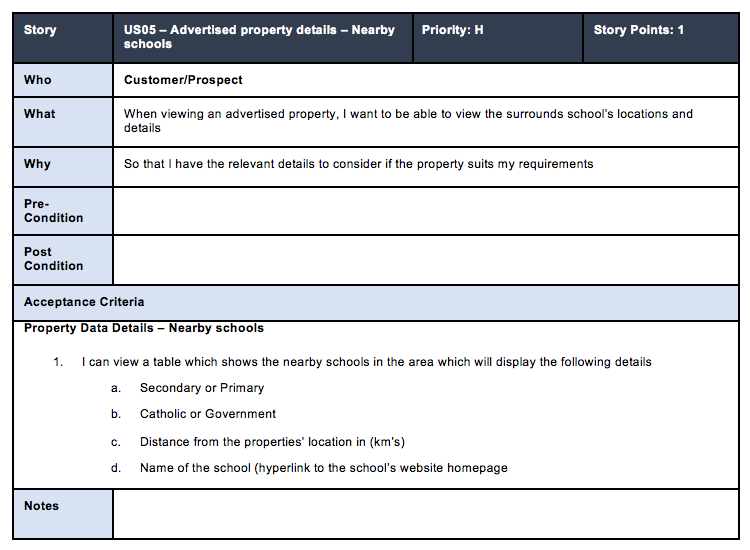 Story
US05 – Advertised property details – Nearby
schools
Priority: H
Story Points: 1
Who
Customer/Prospect
What
When viewing an advertised property, I want to be able to view the surrounds school's locations and
details
Why
So that I have the relevant details to consider if the property suits my requirements
Pre-
Condition
Post
Condition
Acceptance Criteria
Property Data Details – Nearby schools
1. I can view a table which shows the nearby schools in the area which will display the following details
a. Secondary or Primary
b. Catholic or Government
c. Distance from the properties' location in (km's)
d. Name of the school (hyperlink to the school's website homepage
Notes